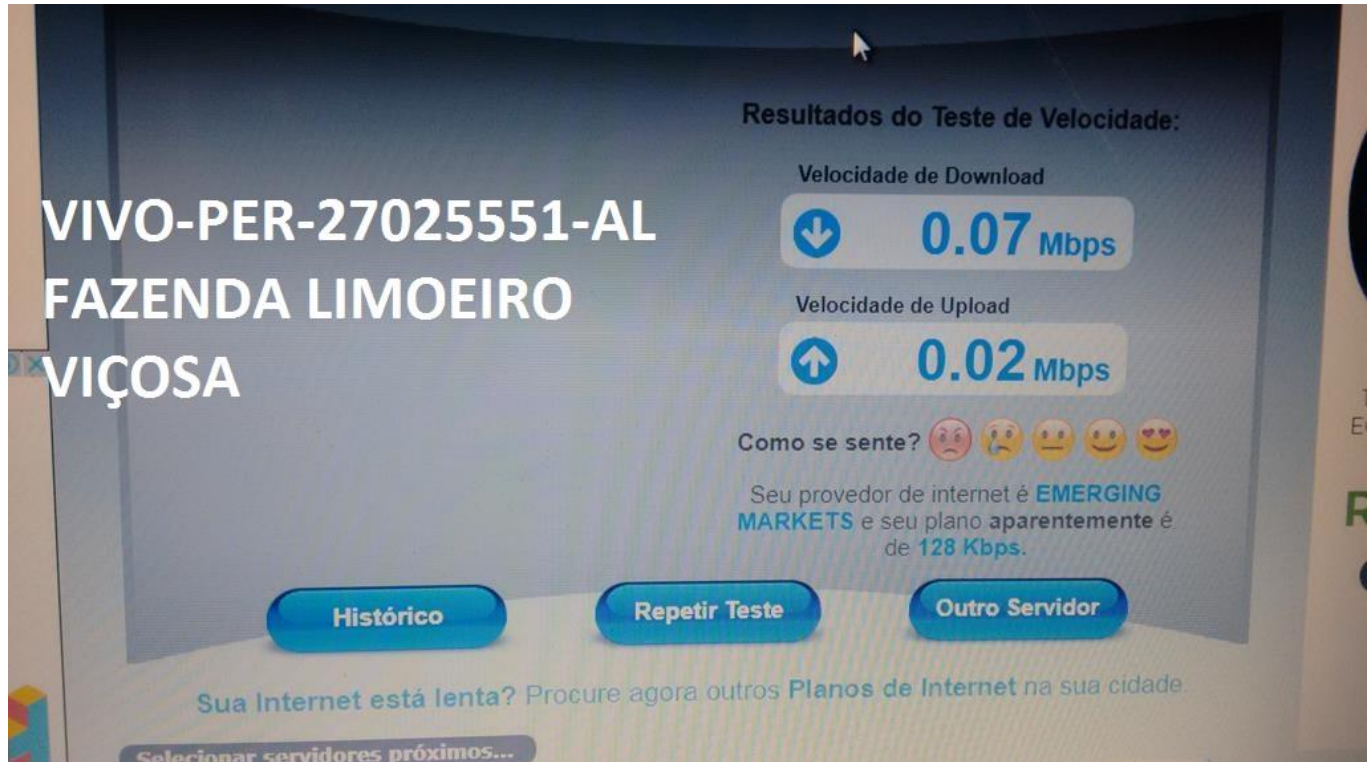 Resultados do Teste de Velocidade:
Velocidade de Download
0.07 Mbps
Velocidade de Upload
0.02 Mbps
VIVO-PER-27025551-AL
FAZENDA LIMOEIRO
VIÇOSA
Como se sente?
Seu provedor de internet é EMERGING
MARKETS e seu plano aparentemente é
de 128 Kbps.
Histórico
Repetir Teste
Outro Servidor
Sua Internet está lenta? Procure agora outros Planos de Internet na sua cidade.
Selecionar servidores próximos...